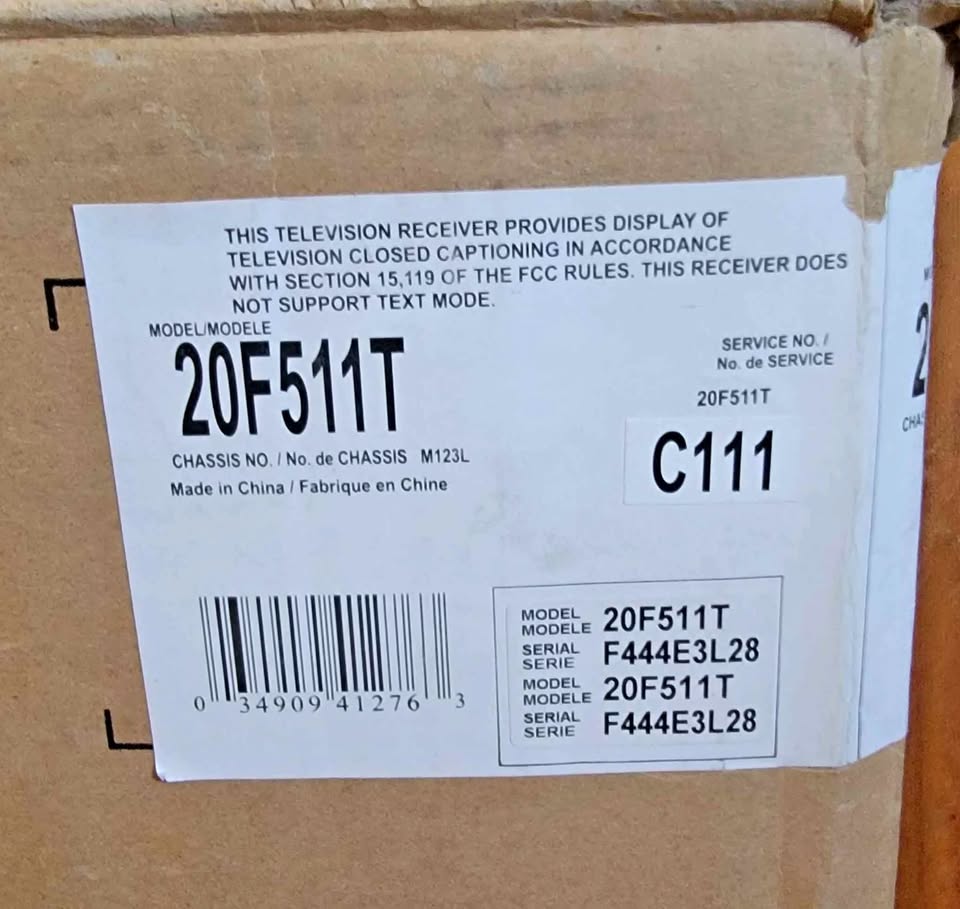 THIS TELEVISION RECEIVER PROVIDES DISPLAY OF
TELEVISION CLOSED CAPTIONING IN ACCORDANCE
WITH SECTION 15,119 OF THE FCC RULES. THIS RECEIVER DOES
NOT SUPPORT TEXT MODE.
MODEL/MODELE
20F511T
SERVICE NO. /
No. de SERVICE
20F511T
C111
CHASSIS NO. / No. de CHASSIS M123L
Made in China / Fabrique en Chine
0 34909 41276 3
MODEL
MODELE 20F511T
SERIAL
SERIE F444E3L28
MODEL
MODELE 20F511T
SERIAL
SERIE F444E3L28